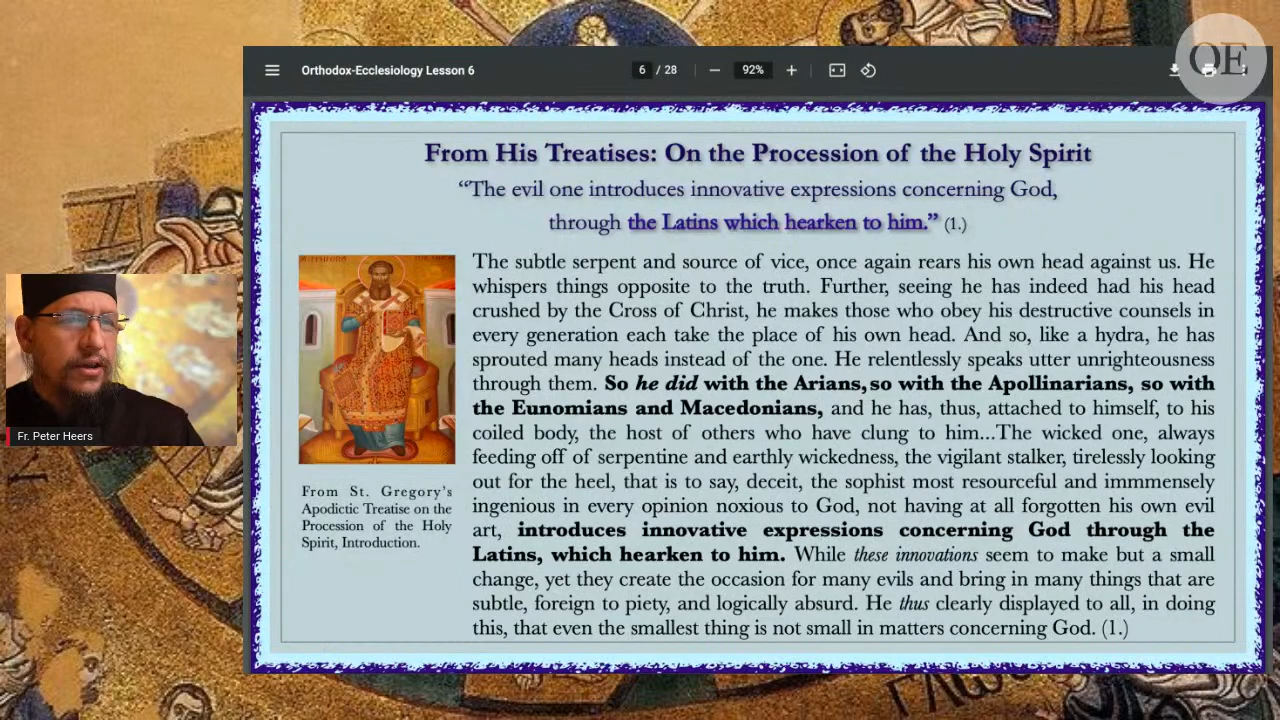 OE
Orthodox-Ecclesiology Lesson 6
6 / 28
92%
From His Treatises: On the Procession of the Holy Spirit
“The evil one introduces innovative expressions concerning God,
through the Latins which hearken to him.” (1.)
The subtle serpent and source of vice, once again rears his own head against us. He
whispers things opposite to the truth. Further, seeing he has indeed had his head
crushed by the Cross of Christ, he makes those who obey his destructive counsels in
every generation each take the place of his own head. And so, like a hydra, he has
sprouted many heads instead of the one. He relentlessly speaks utter unrighteousness
through them. So he did with the Arians, so with the Apollinarians, so with
the Eunomians and Macedonians, and he has, thus, attached to himself, to his
coiled body, the host of others who have clung to him...The wicked one, always
feeding off of serpentine and earthly wickedness, the vigilant stalker, tirelessly looking
out for the heel, that is to say, deceit, the sophist most resourceful and immmensely
ingenious in every opinion noxious to God, not having at all forgotten his own evil
art, introduces innovative expressions concerning God through the
Latins, which hearken to him. While these innovations seem to make but a small
change, yet they create the occasion for many evils and bring in many things that are
subtle, foreign to piety, and logically absurd. He thus clearly displayed to all, in doing
this, that even the smallest thing is not small in matters concerning God. (1.)
From St. Gregory’s
Apodictic Treatise on the
Procession of the Holy
Spirit, Introduction.
Fr. Peter Heers